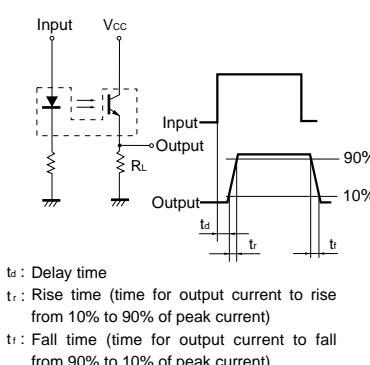 Input Vcc
Input
Output
RL
90%
Output
10%
td
tr tf
td : Delay time
tr : Rise time (time for output current to rise
from 10% to 90% of peak current)
tf : Fall time (time for output current to fall
from 90% to 10% of peak current)